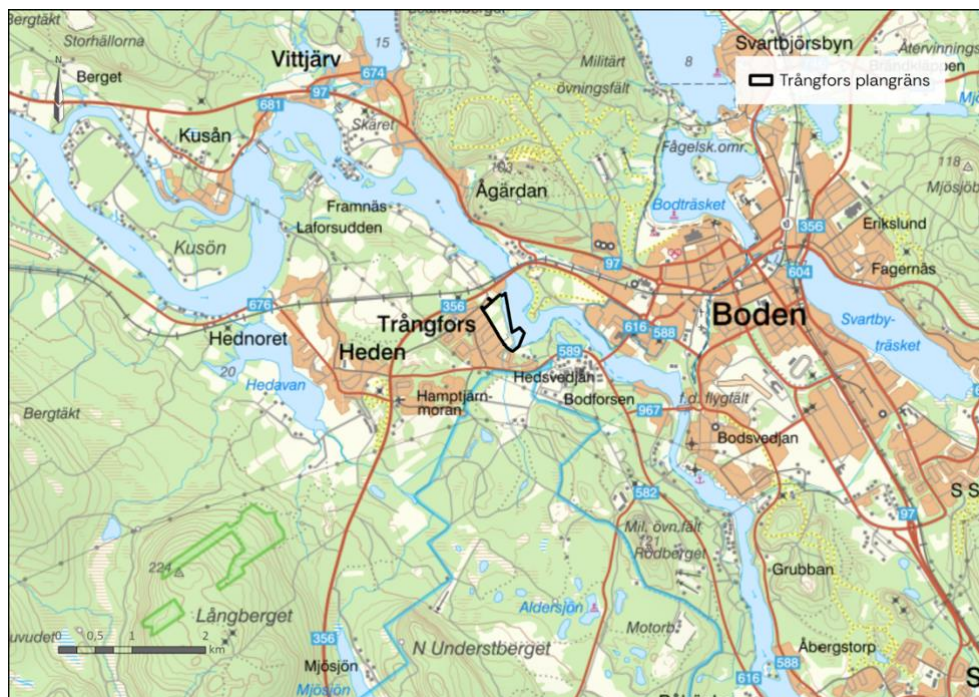 Bergtäkt
Storhällorna
Berget
N
Vittjärv
15
674
97
681
Kusån
Skäret
Militärt
övningsfält
8
Svartbjörsbyn
Trångfors plangräns
Fågelsk.omr.
103
Ågärdan
Bodträsket
118
Framnäs
Laforsudden
Kusön
356
Erikslund
97
604
Fagernäs
676
356
Hednoret
Trångfors
Heden
616
588
Boden
Svartby-
träsket
20
Hedavan
589
Hedsvedjan
Bodforsen
Hamptjärn-
moran
967
f.d. flygfält
Bergtäkt
Bodsvedjan
S S
582
97
Mil. övn.fält
121
Rödberget
224
Grubban
Långberget
Aldersjön
Motorb.
0 0,5 1 2
km
356
N Understberget
588
Åbergstorp
Mjösjön
Mjösjön
616
S